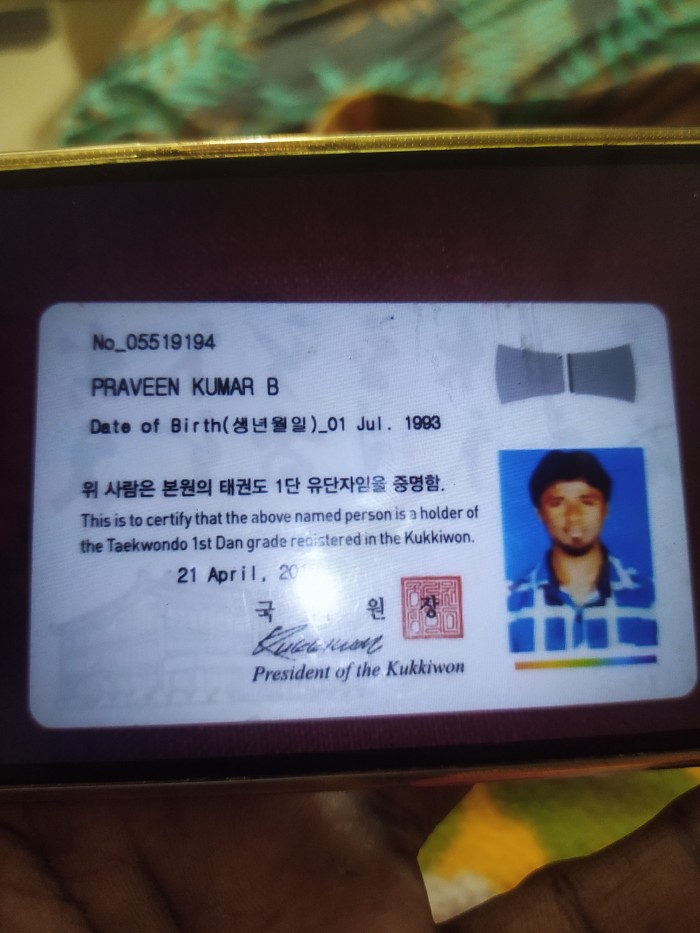 No_05519194
PRAVEEN KUMAR B
Date of Birth(생년월일)_01 Jul. 1993
위 사람은 본원의 태권도 1단 유단자임을 증명함.
This is to certify that the above named person is a holder of
the Taekwondo 1st Dan grade registered in the Kukkiwon.
21 April, 20
국 원 장
Kukkiwon
President of the Kukkiwon